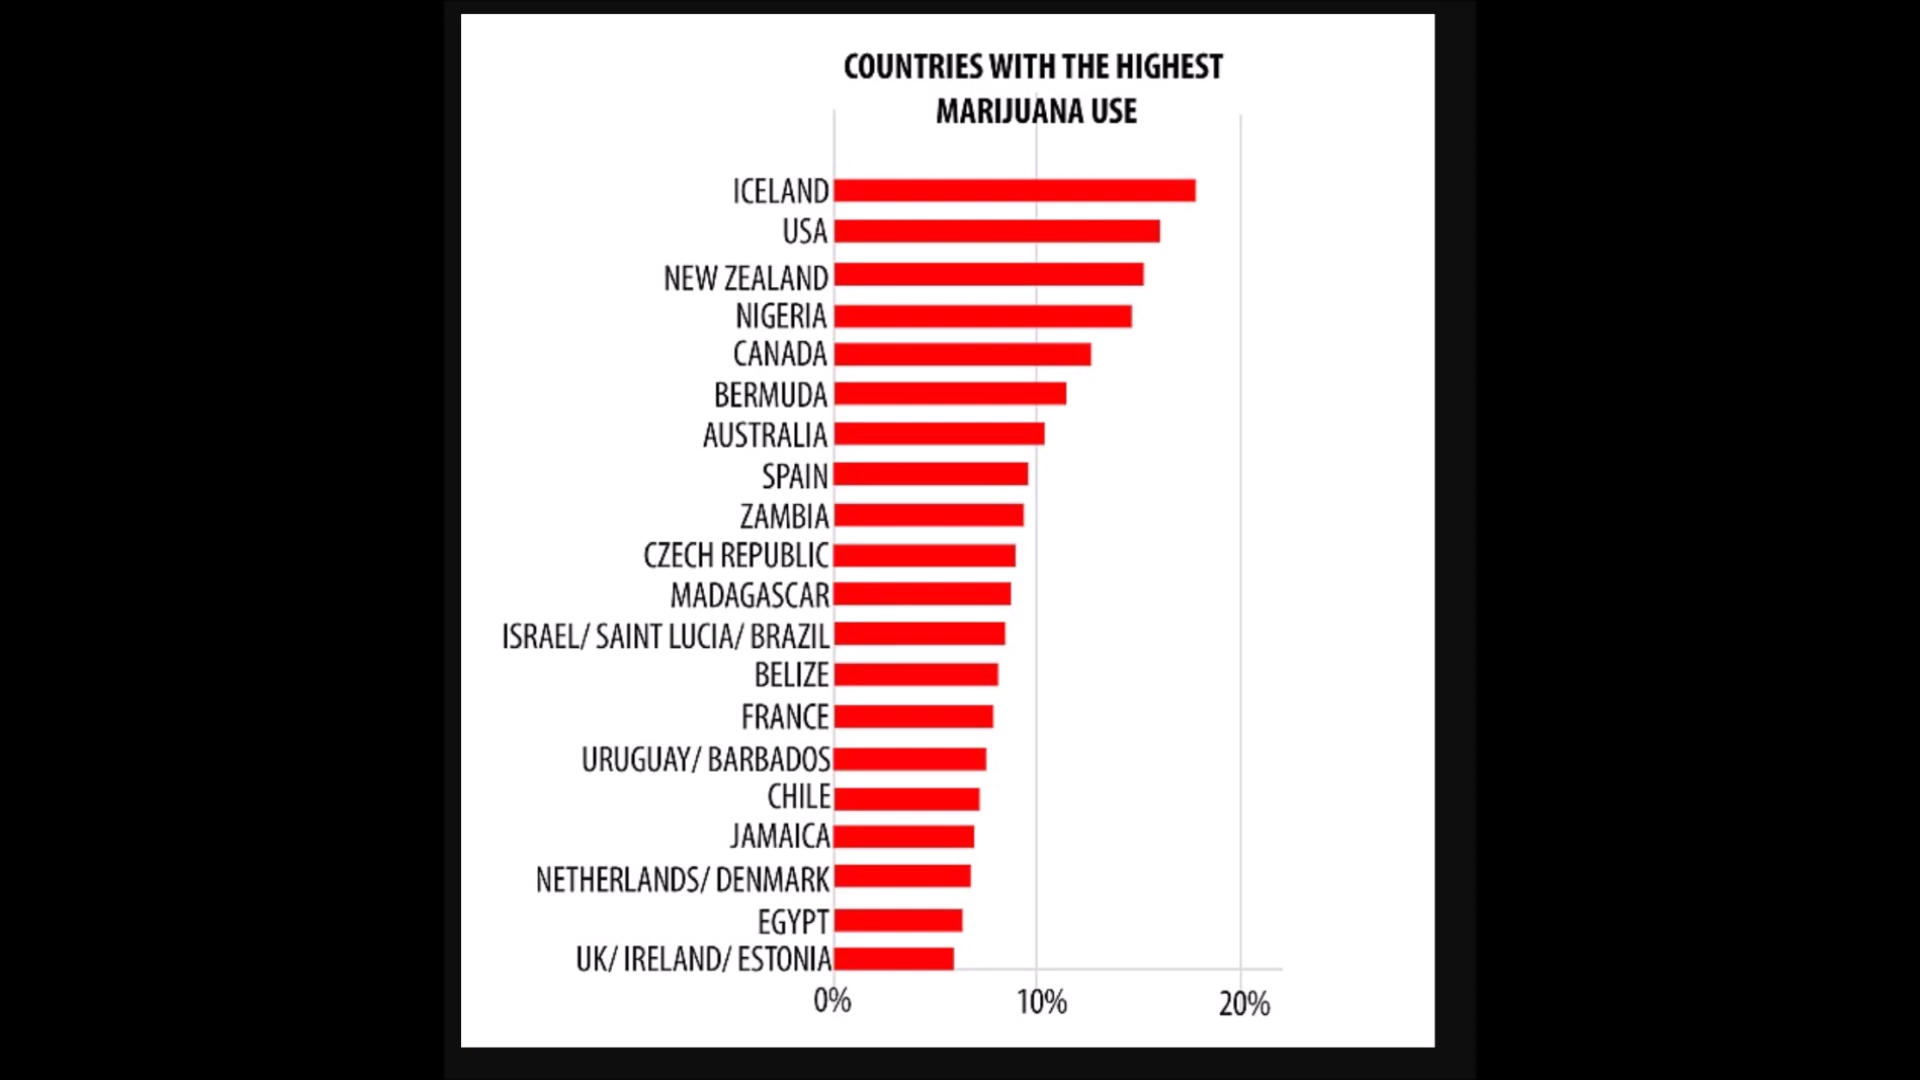 COUNTRIES WITH THE HIGHEST
MARIJUANA USE
ICELAND
USA
NEW ZEALAND
NIGERIA
CANADA
BERMUDA
AUSTRALIA
SPAIN
ZAMBIA
CZECH REPUBLIC
MADAGASCAR
ISRAEL/ SAINT LUCIA/ BRAZIL
BELIZE
FRANCE
URUGUAY/ BARBADOS
CHILE
JAMAICA
NETHERLANDS/ DENMARK
EGYPT
UK/ IRELAND/ ESTONIA
0% 10% 20%